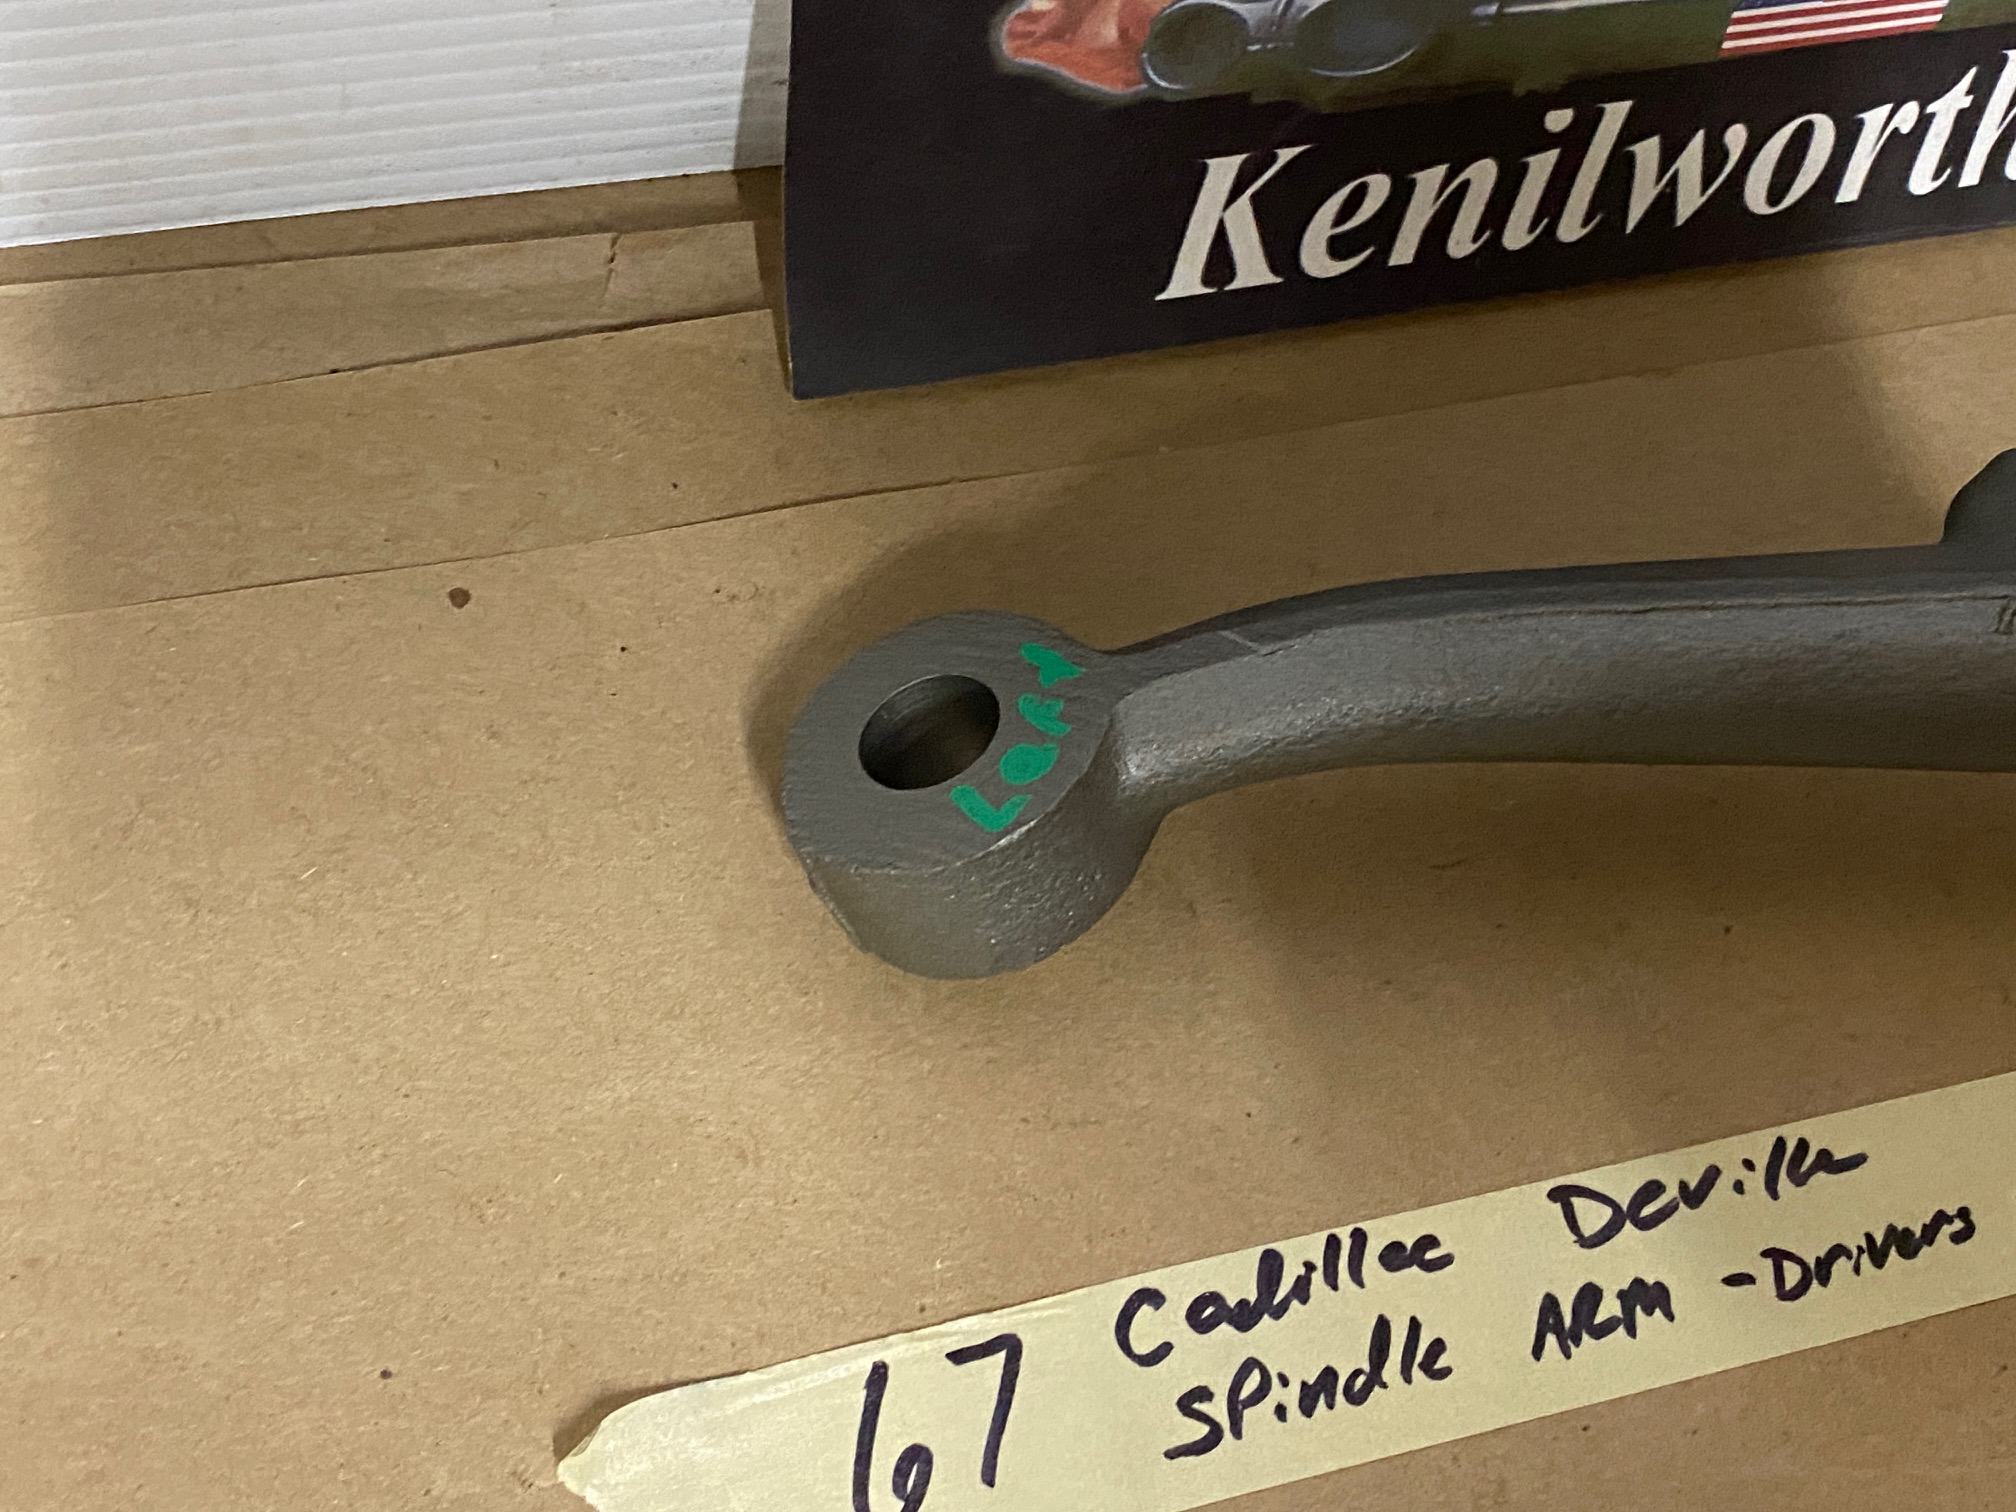 Kenilworth
LEFT
67 Cadillac Deville
Spindle ARM - Drivers